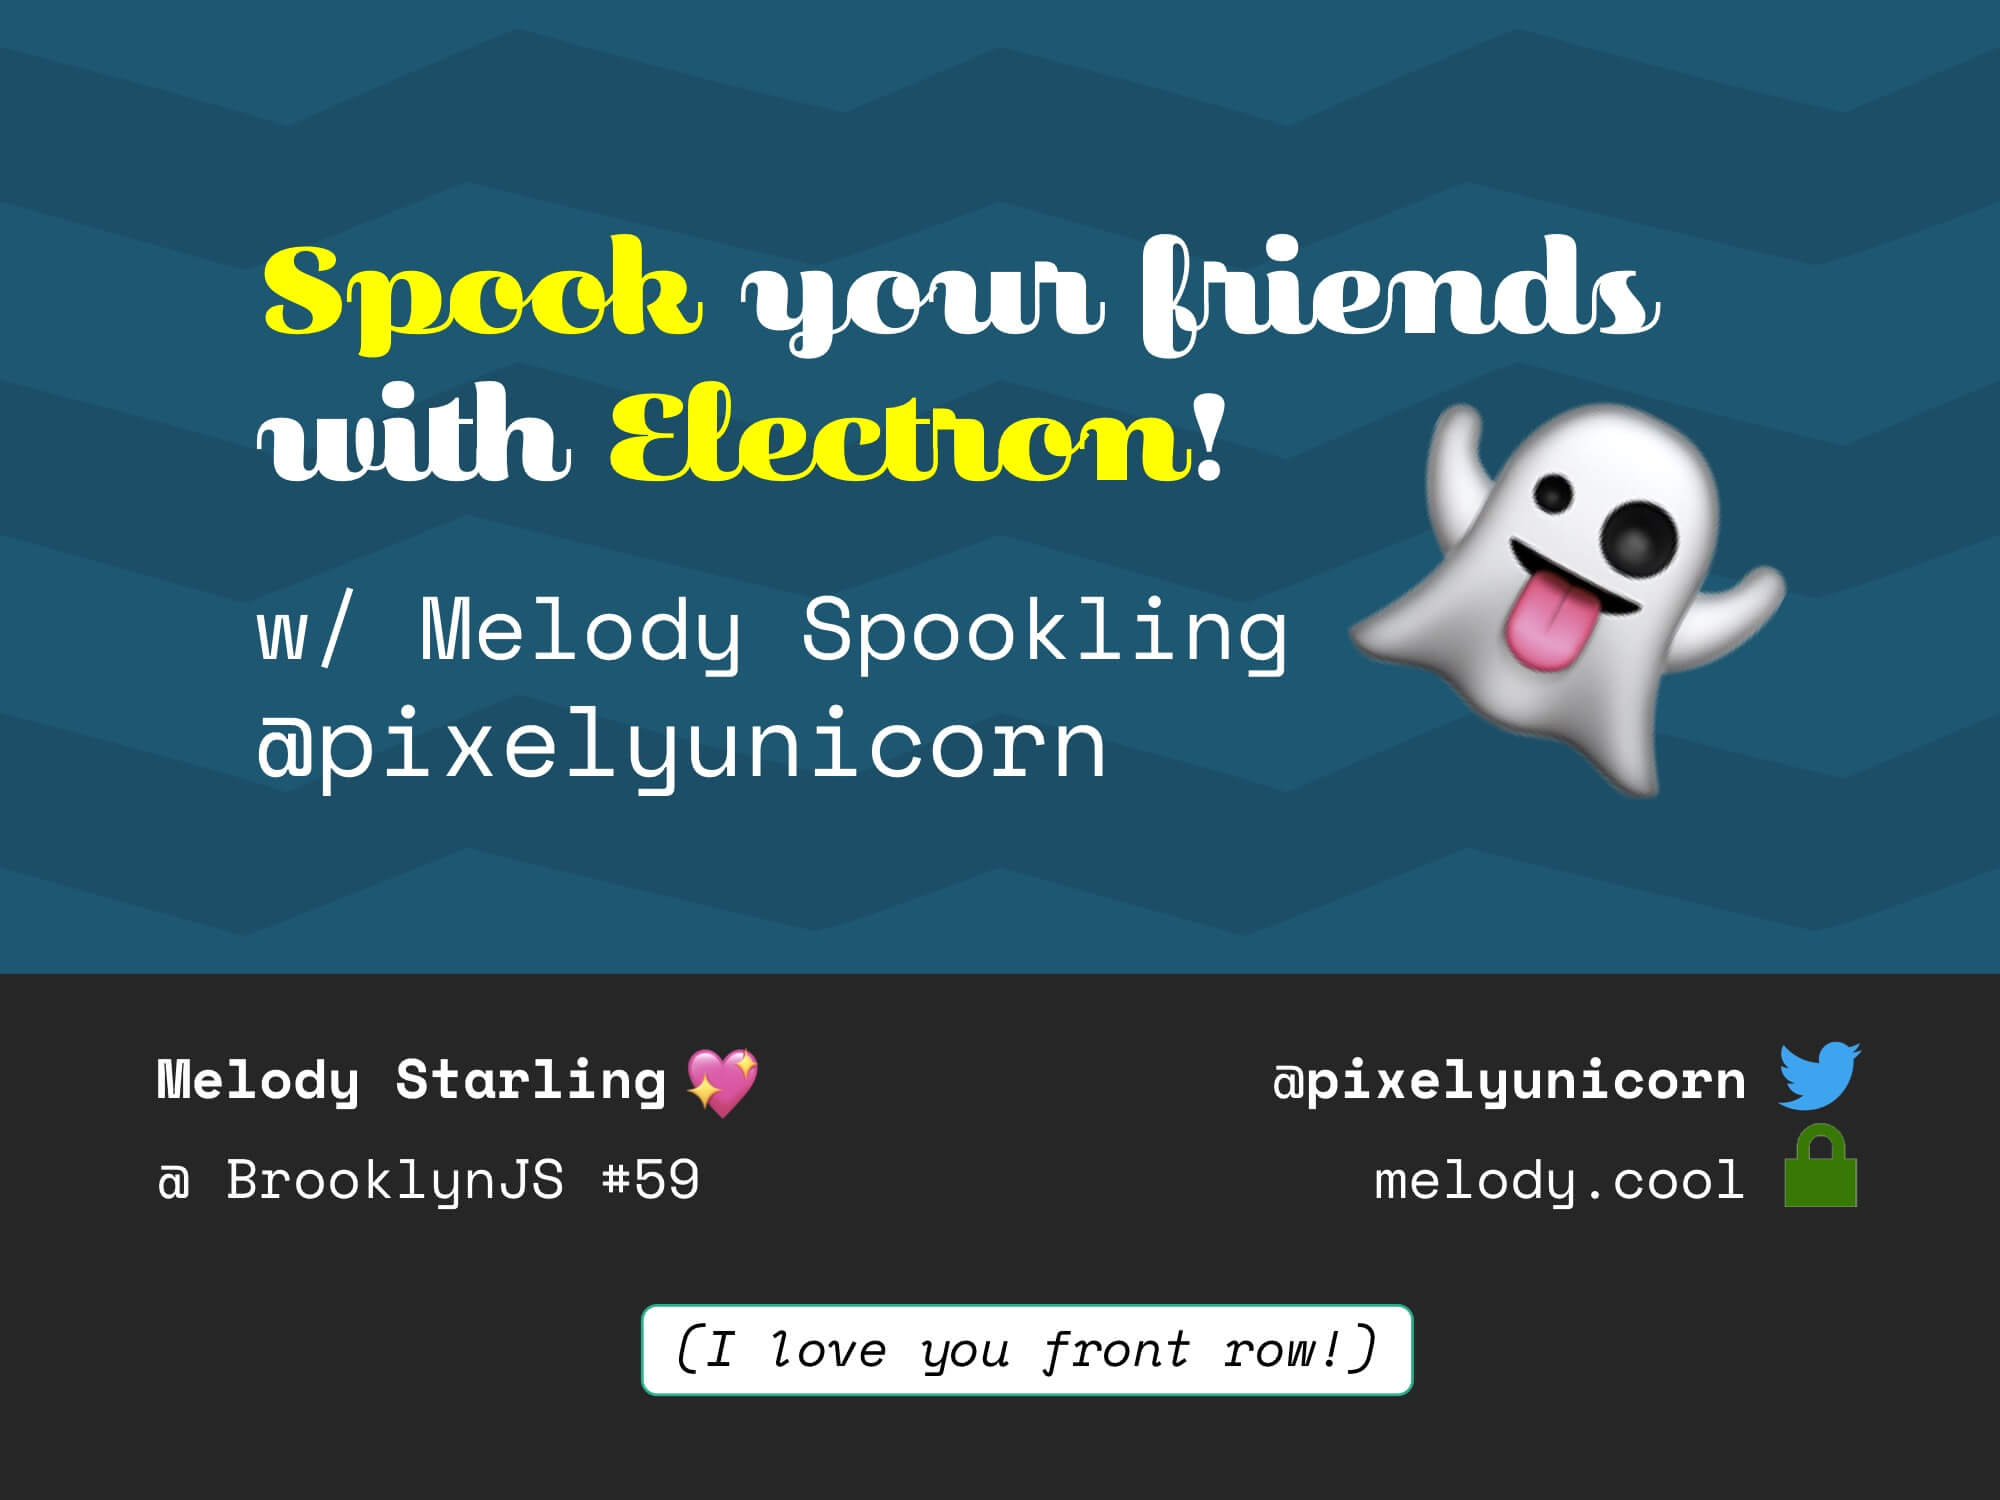 Spook your friends
with Electron!
w/ Melody Spookling
@pixelyunicorn
Melody Starling
@pixelyunicorn
@ BrooklynJS #59
melody.cool
(I love you front row!)